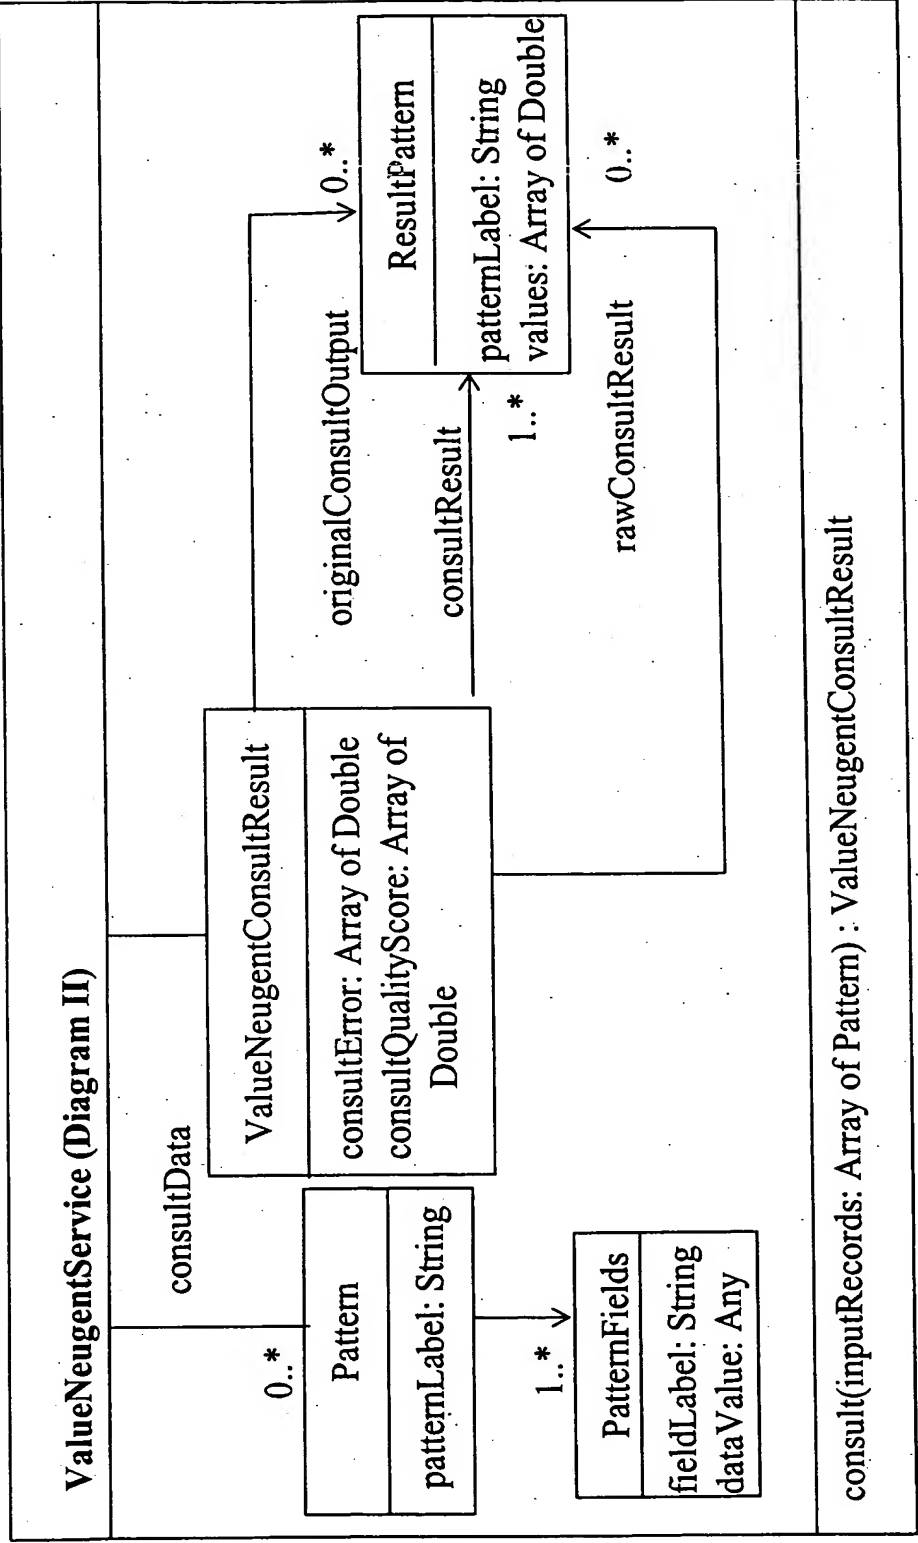 ValueNeugentService (Diagram II)
consultData
0..*
Pattern
patternLabel: String
1..*
PatternFields
fieldLabel: String
dataValue: Any
ValueNeugentConsultResult
consultError: Array of Double
consultQualityScore: Array of
Double
originalConsultOutput
0..*
consultResult
1..*
rawConsultResult
0..*
ResultPattern
patternLabel: String
values: Array of Double
consult(inputRecords: Array of Pattern) : ValueNeugentConsultResult